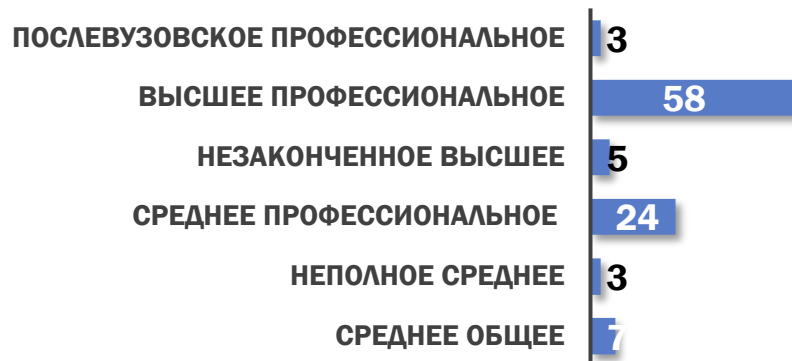 ПОСЛЕВУЗОВСКОЕ ПРОФЕССИОНАЛЬНОЕ 3
ВЫСШЕЕ ПРОФЕССИОНАЛЬНОЕ 58
НЕЗАКОНЧЕННОЕ ВЫСШЕЕ 5
СРЕДНЕЕ ПРОФЕССИОНАЛЬНОЕ 24
НЕПОЛНОЕ СРЕДНЕЕ 3
СРЕДНЕЕ ОБЩЕЕ 7